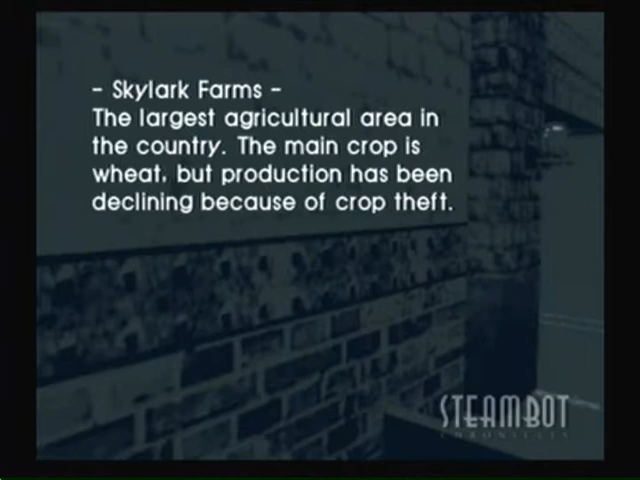 - Skylark Farms -
The largest agricultural area in
the country. The main crop is
wheat, but production has been
declining because of crop theft.
STEAMBOT
CHRONICLES